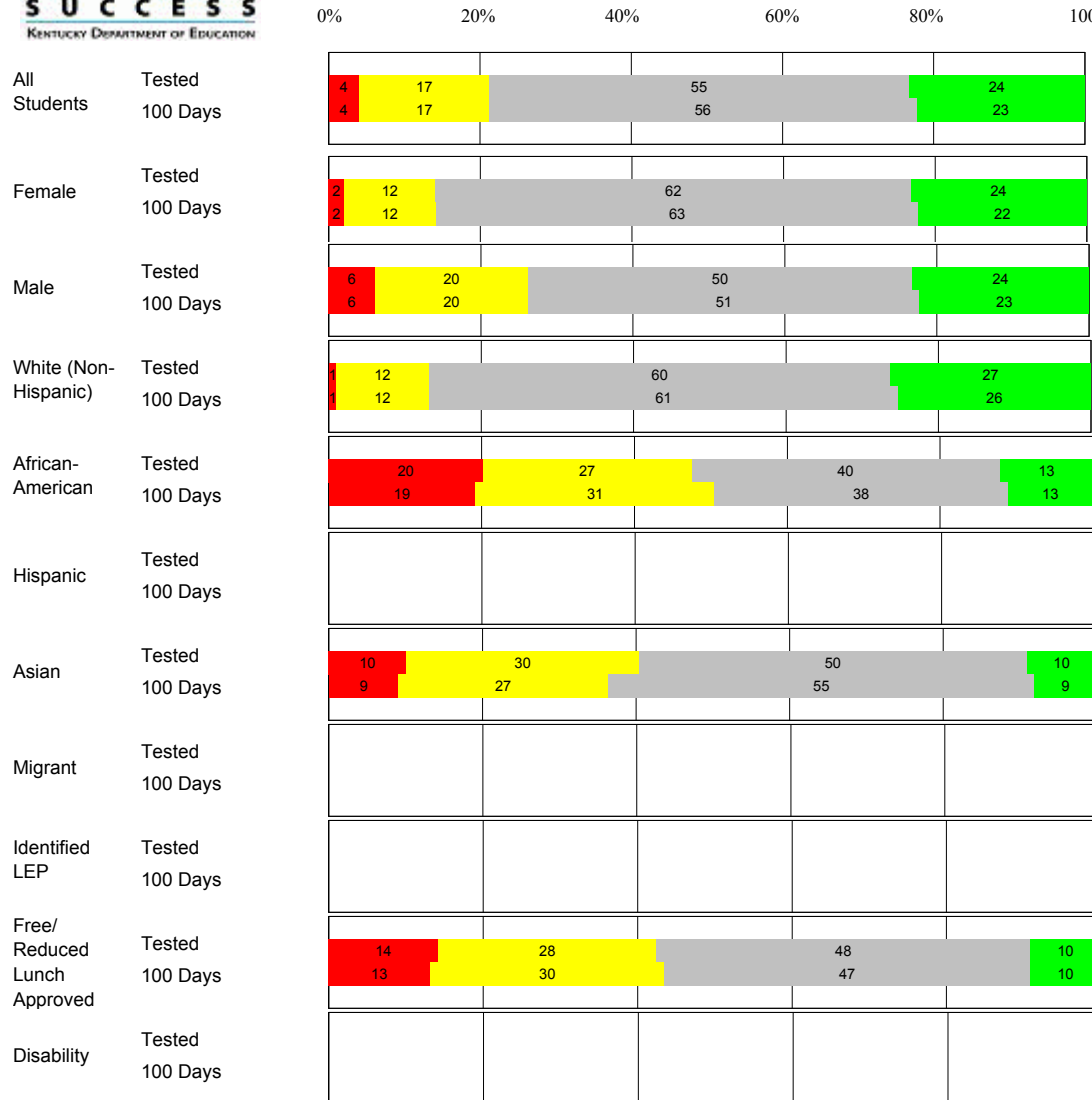 SUCCESS
KENTUCKY DEPARTMENT OF EDUCATION
0% 20% 40% 60% 80% 100
All Students Tested 4 17 55 24
100 Days 4 17 56 23
Female Tested 2 12 62 24
100 Days 2 12 63 22
Male Tested 6 20 50 24
100 Days 6 20 51 23
White (Non-
Hispanic) Tested 1 12 60 27
100 Days 1 12 61 26
African-
American Tested 20 27 40 13
100 Days 19 31 38 13
Hispanic Tested
100 Days
Asian Tested 10 30 50 10
100 Days 9 27 55 9
Migrant Tested
100 Days
Identified
LEP Tested
100 Days
Free/
Reduced
Lunch
Approved Tested 14 28 48 10
100 Days 13 30 47 10
Disability Tested
100 Days